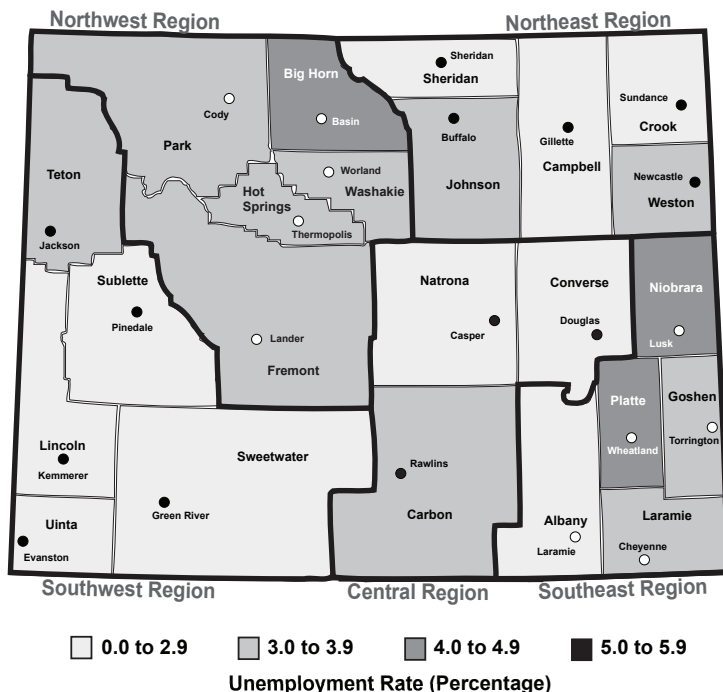 Northwest Region
Northeast Region
Big Horn
Sheridan
Sheridan
Cody
Basin
Buffalo
Gillette
Sundance
Crook
Park
Worland
Campbell
Teton
Hot
Springs
Washakie
Johnson
Newcastle
Weston
Jackson
Thermopolis
Sublette
Natrona
Converse
Niobrara
Pinedale
Lander
Casper
Douglas
Lusk
Fremont
Platte
Goshen
Lincoln
Kemmerer
Sweetwater
Rawlins
Wheatland
Torrington
Green River
Carbon
Laramie
Uinta
Albany
Evanston
Laramie
Cheyenne
Southwest Region
Central Region
Southeast Region
0.0 to 2.9
3.0 to 3.9
4.0 to 4.9
5.0 to 5.9
Unemployment Rate (Percentage)